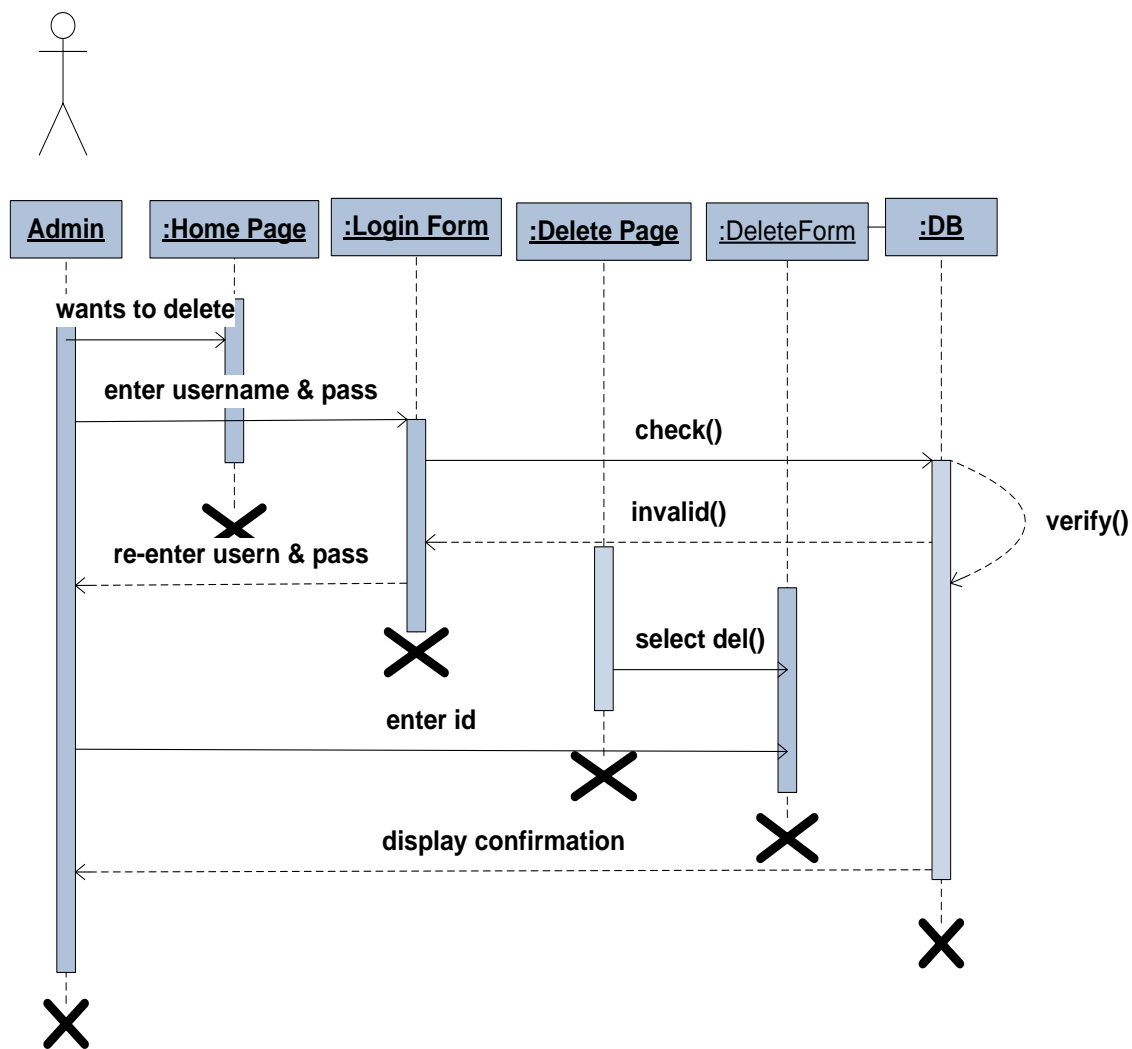 Admin
:Home Page
:Login Form
:Delete Page
:DeleteForm
:DB
wants to delete
enter username & pass
check()
invalid()
verify()
re-enter usern & pass
select del()
enter id
display confirmation